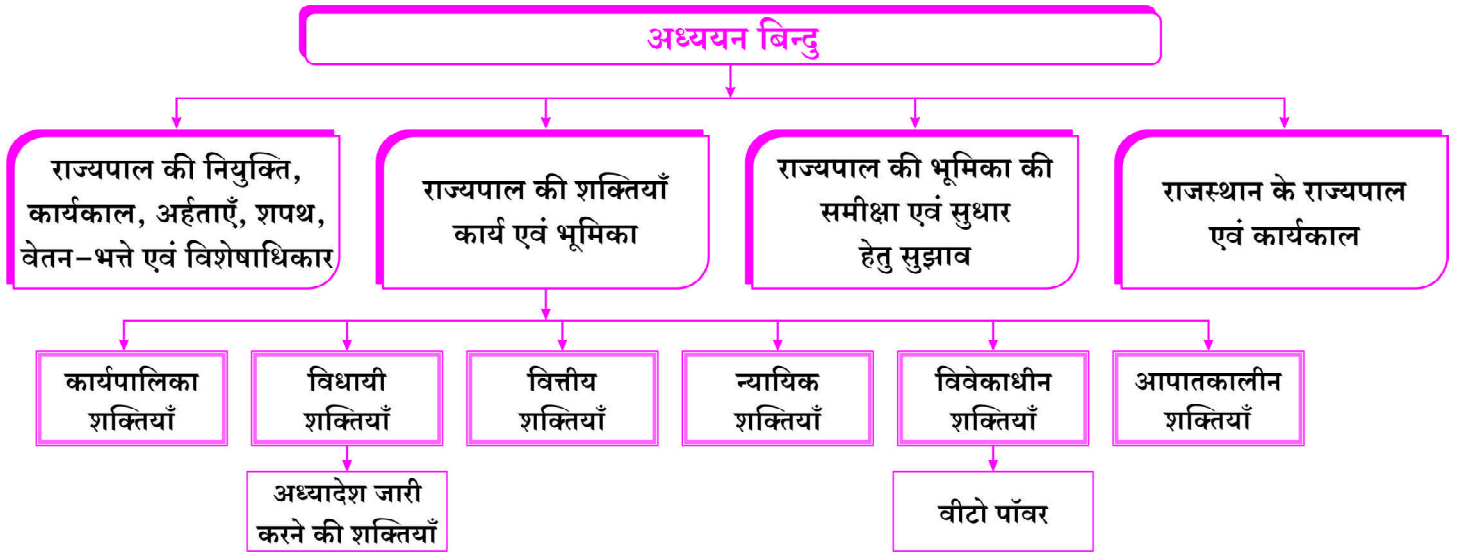 अध्ययन बिन्दु
राज्यपाल की नियुक्ति,
कार्यकाल, अर्हताएँ, शपथ,
वेतन–भत्ते एवं विशेषाधिकार
राज्यपाल की शक्तियाँ
कार्य एवं भूमिका
राज्यपाल की भूमिका की
समीक्षा एवं सुधार
हेतु सुझाव
राजस्थान के राज्यपाल
एवं कार्यकाल
कार्यपालिका
शक्तियाँ
विधायी
शक्तियाँ
वित्तीय
शक्तियाँ
न्यायिक
शक्तियाँ
विवेकाधीन
शक्तियाँ
आपातकालीन
शक्तियाँ
अध्यादेश जारी
करने की शक्तियाँ
वीटो पॉवर